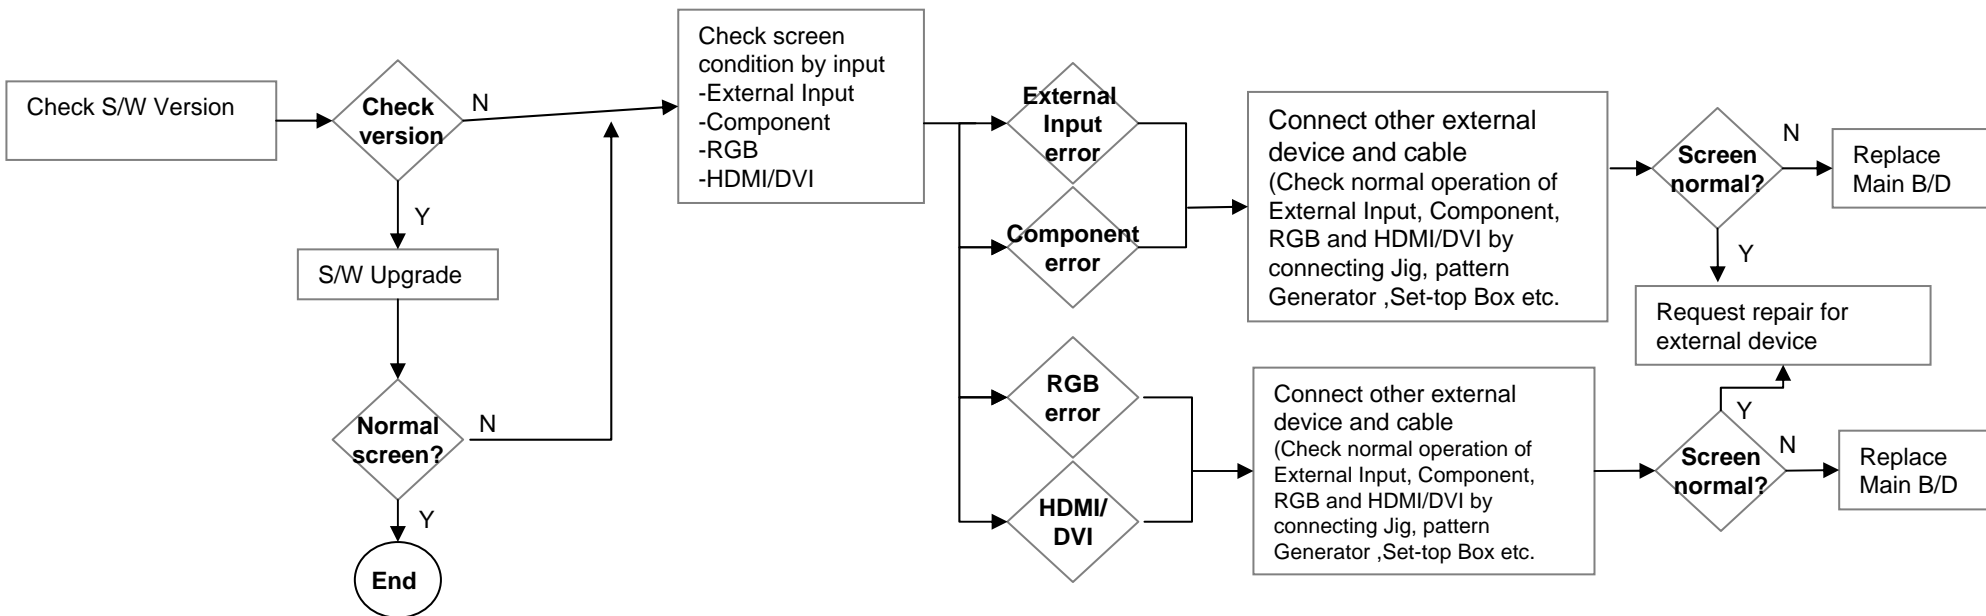 Check S/W Version
Check
version
N
Y
S/W Upgrade
Normal
screen?
N
Y
End
Check screen
condition by input
-External Input
-Component
-RGB
-HDMI/DVI
External
Input
error
Component
error
RGB
error
HDMI/
DVI
Connect other external
device and cable
(Check normal operation of
External Input, Component,
RGB and HDMI/DVI by
connecting Jig, pattern
Generator ,Set-top Box etc.
Screen
normal?
N
Replace
Main B/D
Y
Request repair for
external device
Connect other external
device and cable
(Check normal operation of
External Input, Component,
RGB and HDMI/DVI by
connecting Jig, pattern
Generator ,Set-top Box etc.
Y
Screen
normal?
N
Replace
Main B/D